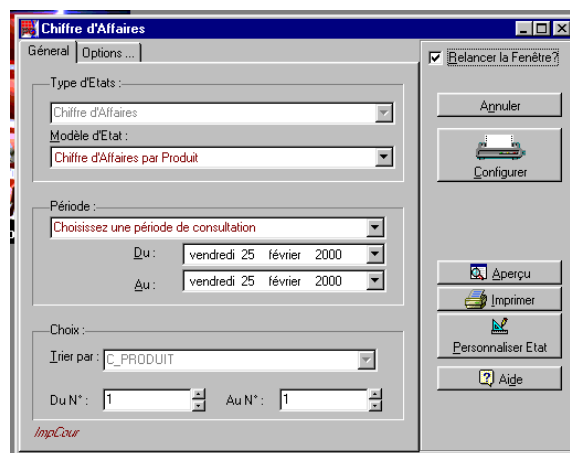 Chiffre d'Affaires
Géneral
Options ...
Relancer la Fenêtre?
Type d'Etats :
Chiffre d'Affaires
Annuler
Modèle d'Etat :
Chiffre d'Affaires par Produit
Configurer
Période :
Choisissez une période de consultation
Du : vendredi 25 février 2000
Au : vendredi 25 février 2000
Aperçu
Imprimer
Personnaliser Etat
Choix :
Trier par : C_PRODUIT
Aide
Du N° : 1 Au N° : 1
ImpCour